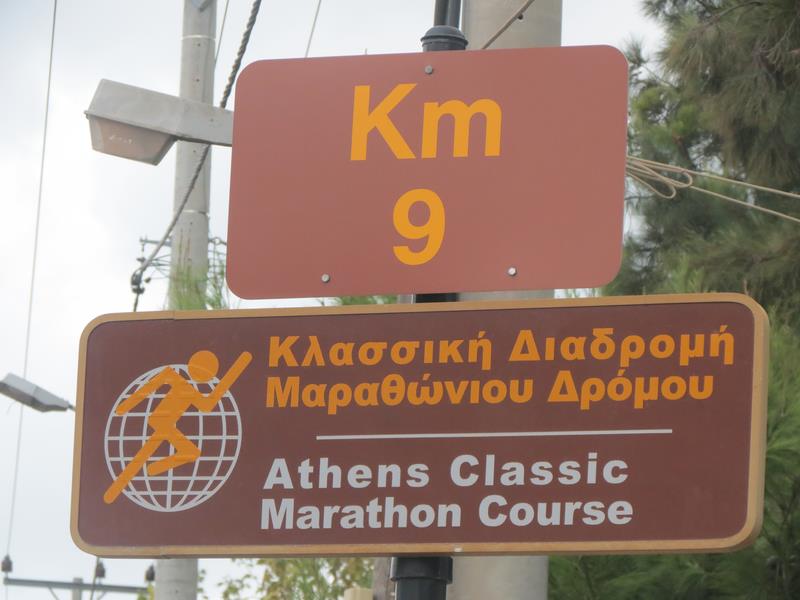 Km
9
Κλασσική Διαδρομή
Μαραθώνιου Δρόμου
Athens Classic
Marathon Course